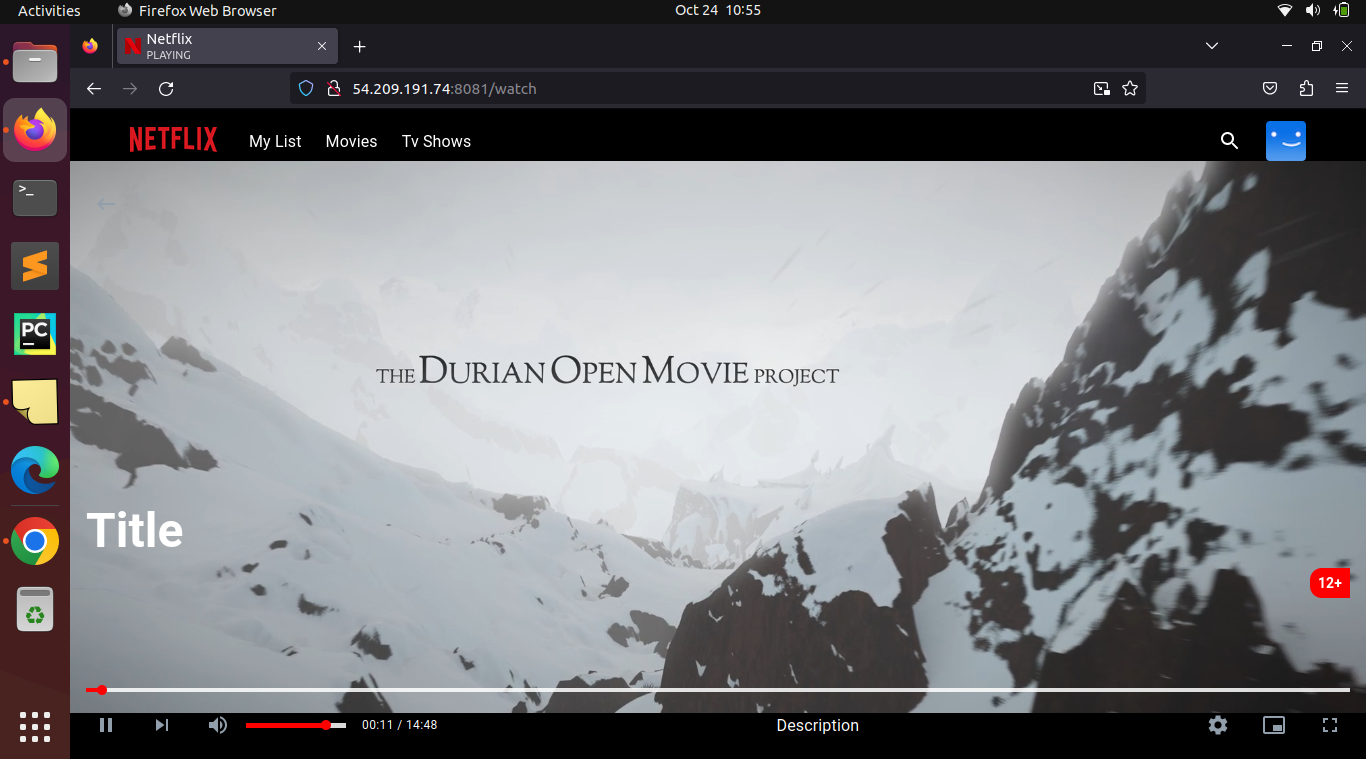 Activities
Firefox Web Browser
Oct 24 10:55
Netflix
PLAYING
54.209.191.74:8081/watch
NETFLIX
My List
Movies
Tv Shows
THE DURIAN OPEN MOVIE PROJECT
>_
PC
Title
12+
00:11 / 14:48
Description